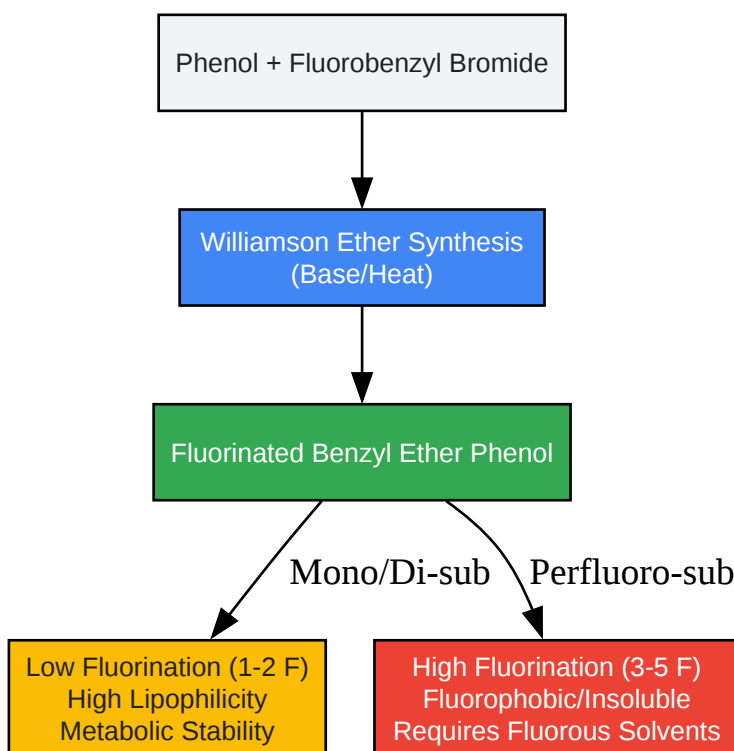 Phenol + Fluorobenzyl Bromide
Williamson Ether Synthesis
(Base/Heat)
Fluorinated Benzyl Ether Phenol
Mono/Di-sub
Perfluoro-sub
Low Fluorination (1-2 F)
High Lipophilicity
Metabolic Stability
High Fluorination (3-5 F)
Fluorophobic/Insoluble
Requires Fluorous Solvents